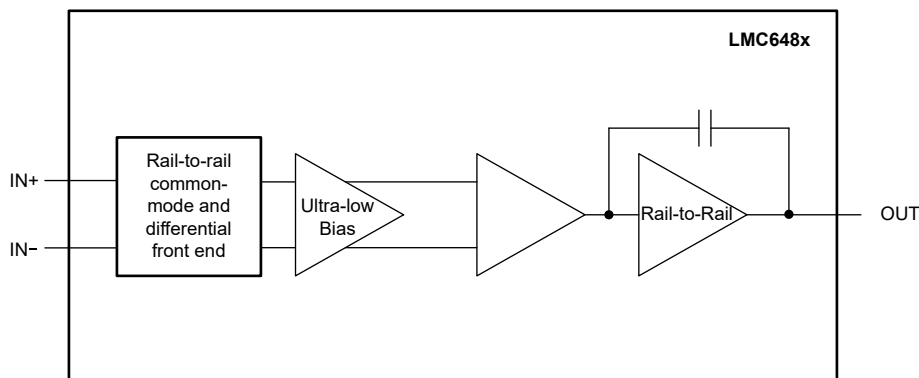 LMC648x
IN+
IN−
Rail-to-rail
common-
mode and
differential
front end
Ultra-low
Bias
Rail-to-Rail
OUT